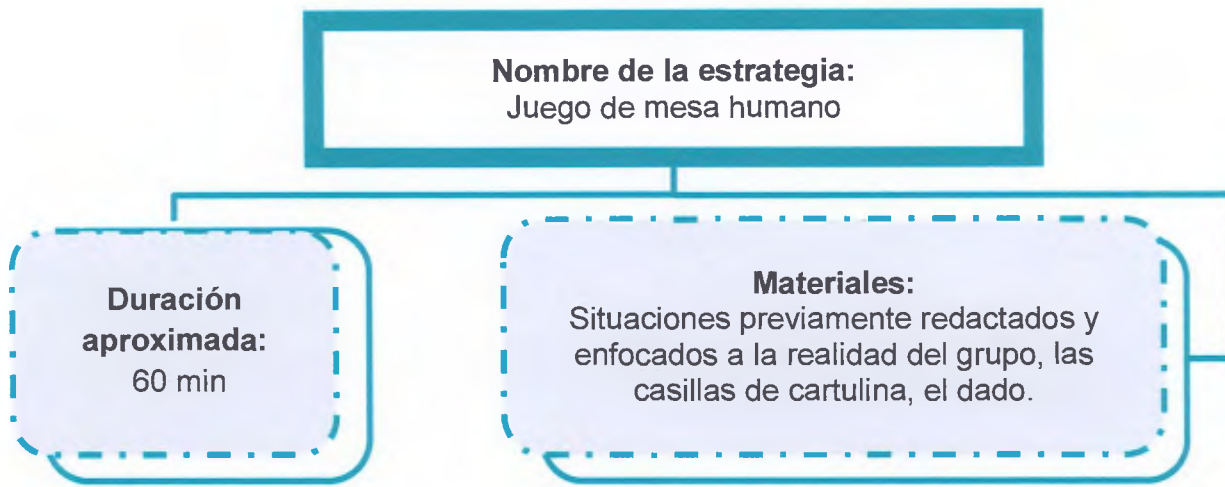 Nombre de la estrategia:
Juego de mesa humano
Duración
aproximada:
60 min
Materiales:
Situaciones previamente redactados y
enfocados a la realidad del grupo, las
casillas de cartulina, el dado.